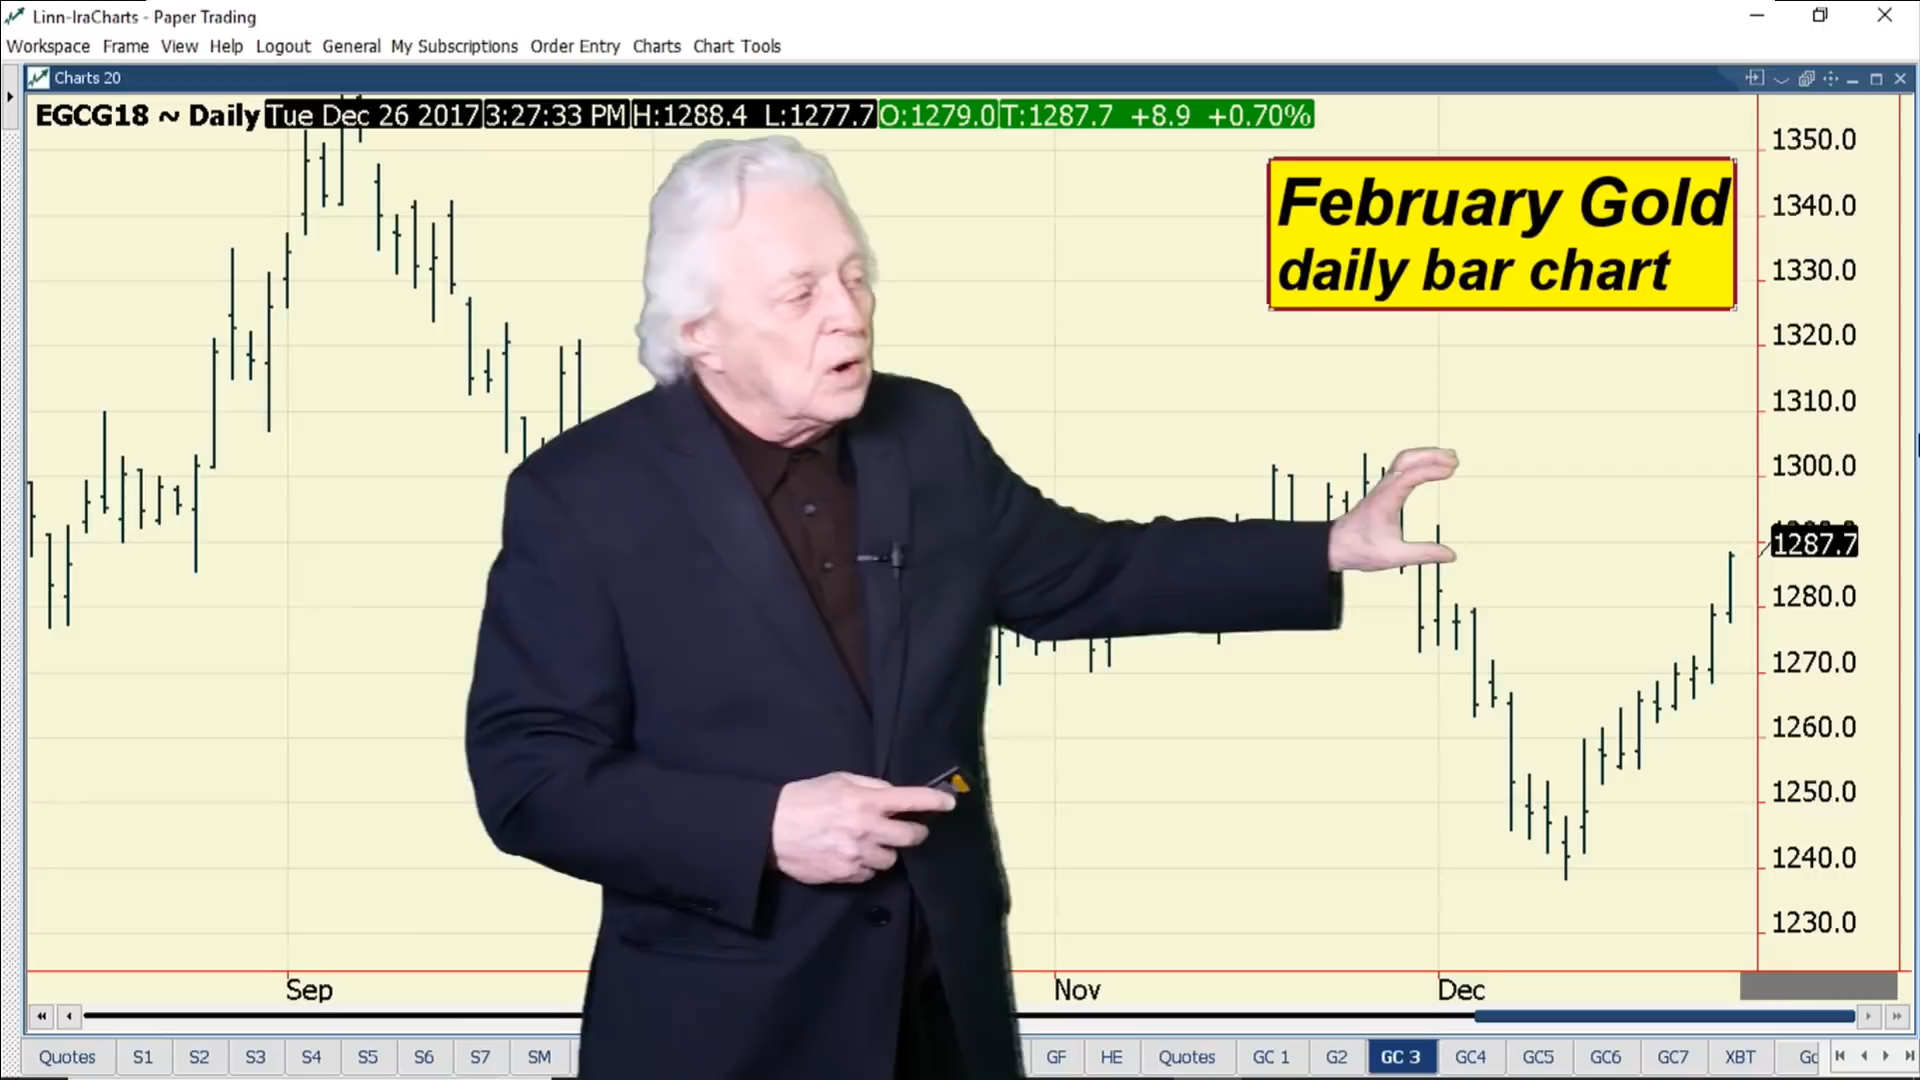 Linn-IraCharts - Paper Trading
Workspace Frame View Help Logout General My Subscriptions Order Entry Charts Chart Tools
Charts 20
EGCG18 ~ Daily Tue Dec 26 2017 3:27:33 PM H:1288.4 L:1277.7 O:1279.0 T:1287.7 +8.9 +0.70%
February Gold
daily bar chart
1350.0
1340.0
1330.0
1320.0
1310.0
1300.0
1287.7
1280.0
1270.0
1260.0
1250.0
1240.0
1230.0
Sep Nov Dec
Quotes S1 S2 S3 S4 S5 S6 S7 SM GF HE Quotes GC 1 G2 GC 3 GC4 GC5 GC6 GC7 XBT